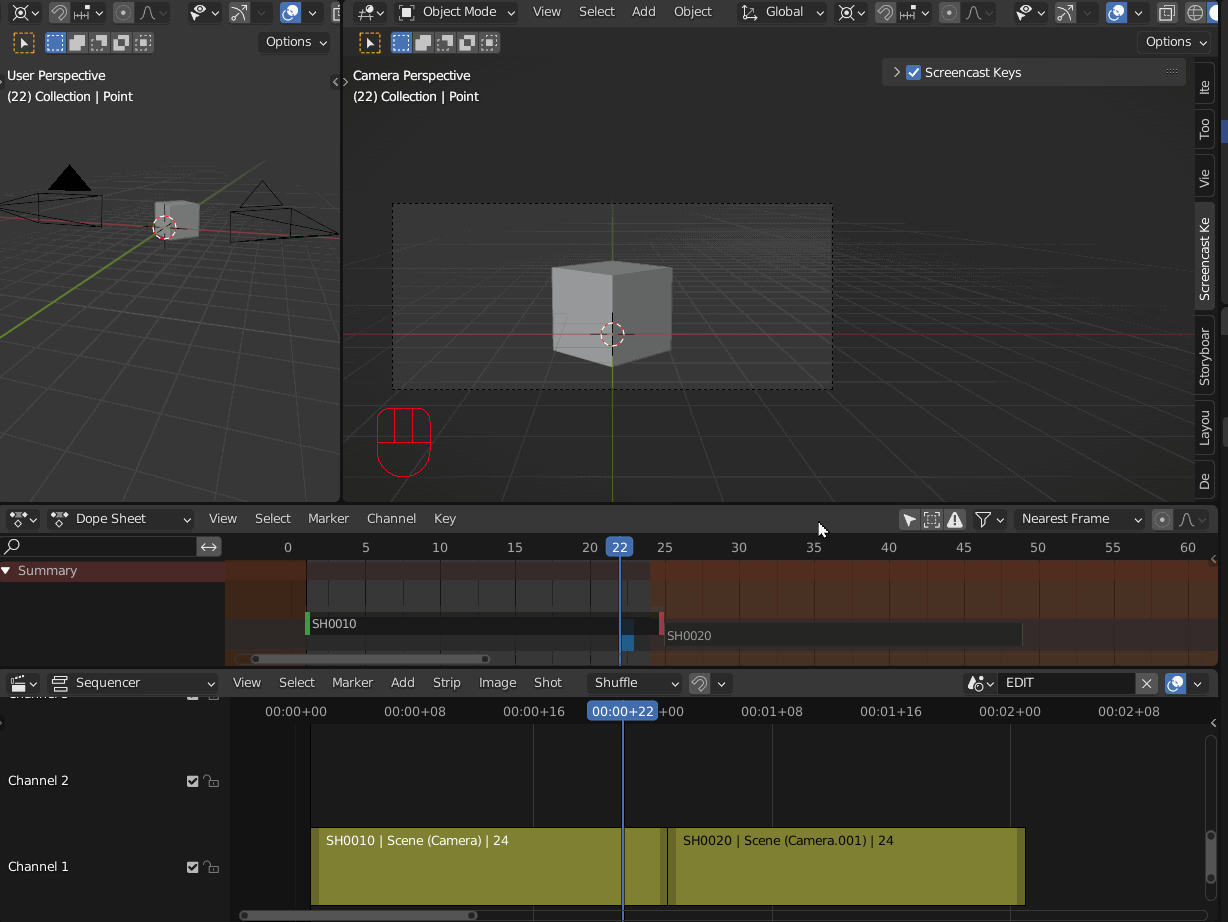 Object Mode
View
Select
Add
Object
Global
Options
Options
User Perspective
(22) Collection | Point
Camera Perspective
(22) Collection | Point
Screencast Keys
Ite
Too
Vie
Screencast Ke
Storyboar
Layou
De
Dope Sheet
View
Select
Marker
Channel
Key
Nearest Frame
0
5
10
15
20
22
25
30
35
40
45
50
55
60
Summary
SH0010
SH0020
Sequencer
View
Select
Marker
Add
Strip
Image
Shot
Shuffle
EDIT
00:00+00
00:00+08
00:00+16
00:00+22
+00
00:01+08
00:01+16
00:02+00
00:02+08
Channel 2
SH0010 | Scene (Camera) | 24
SH0020 | Scene (Camera.001) | 24
Channel 1